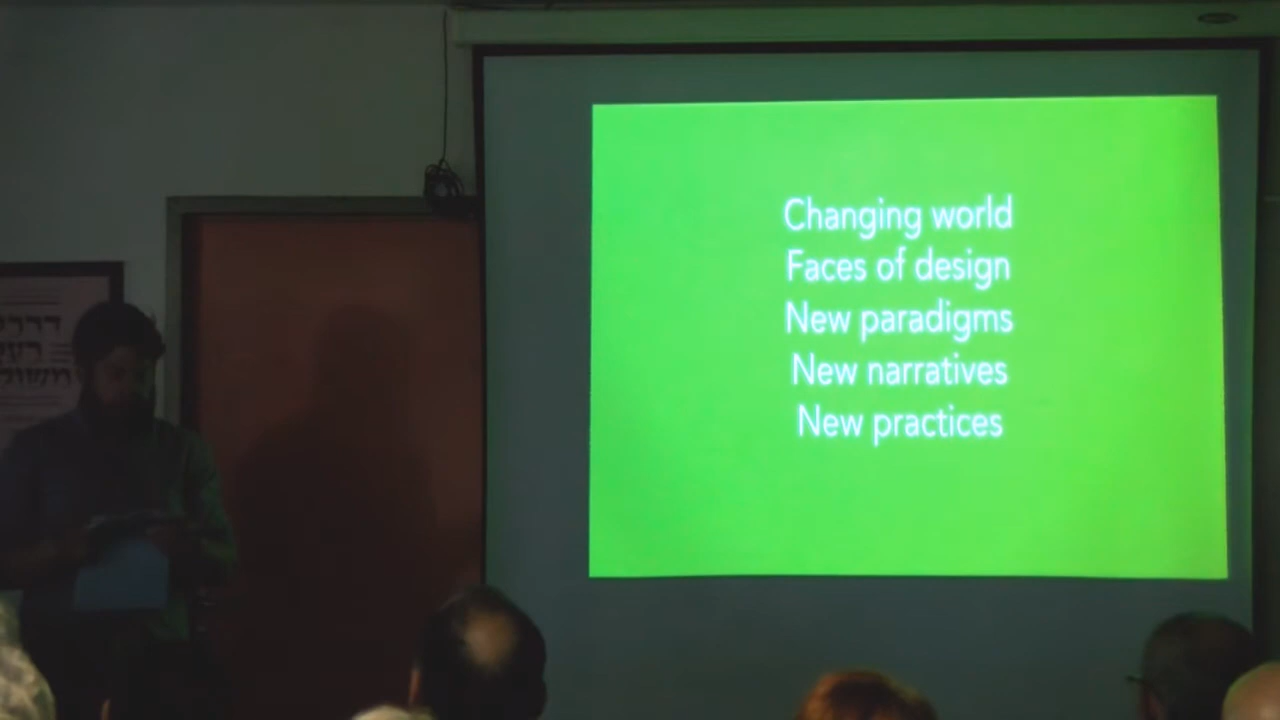 Changing world
Faces of design
New paradigms
New narratives
New practices